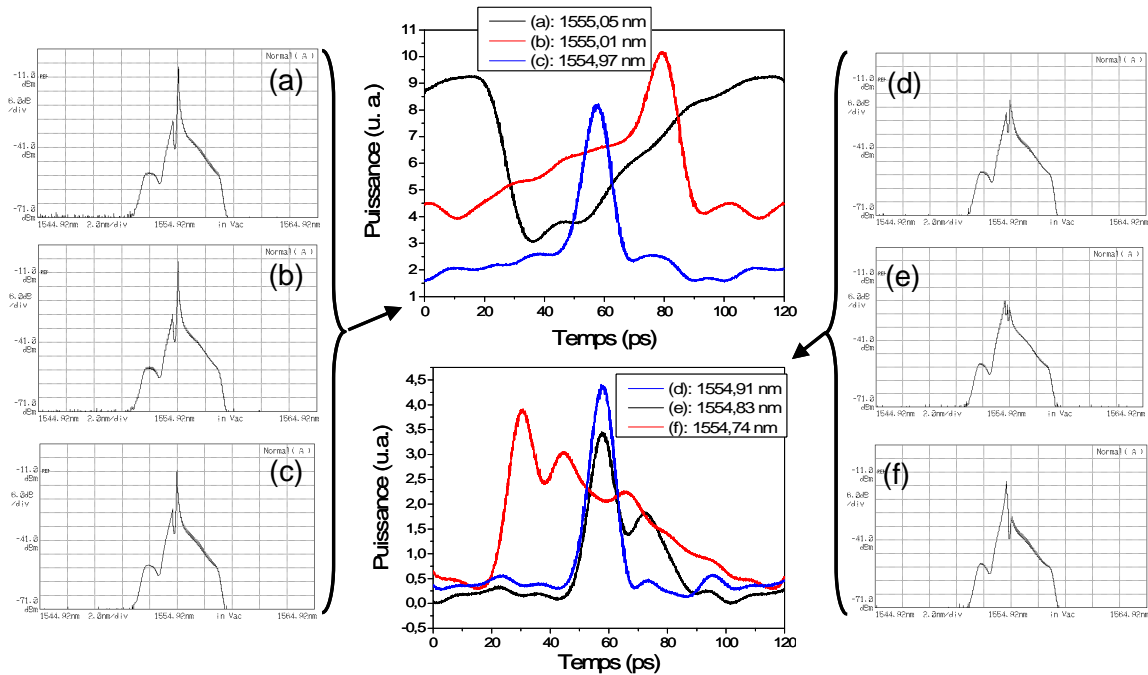 Normal (A)
(a)
-11.0
dBm
REF
6.0dB
/div
-41.0
dBm
-71.0
dBm
1544.92nm 2.0nm/div 1554.92nm in Vac 1564.92nm
Normal (A)
(b)
-11.0
dBm
REF
6.0dB
/div
-41.0
dBm
-71.0
dBm
1544.92nm 2.0nm/div 1554.92nm in Vac 1564.92nm
Normal (A)
(c)
-11.0
dBm
REF
6.0dB
/div
-41.0
dBm
-71.0
dBm
1544.92nm 2.0nm/div 1554.92nm in Vac 1564.92nm
(a): 1555,05 nm
(b): 1555,01 nm
(c): 1554,97 nm
Puissance (u. a.)
11
10
9
8
7
6
5
4
3
2
1
0 20 40 60 80 100 120
Temps (ps)
(d): 1554,91 nm
(e): 1554,83 nm
(f): 1554,74 nm
Puissance (u.a.)
4,5
4,0
3,5
3,0
2,5
2,0
1,5
1,0
0,5
0,0
-0,5
0 20 40 60 80 100 120
Temps (ps)
Normal (A)
(d)
-11.0
dBm
REF
6.0dB
/div
-41.0
dBm
-71.0
dBm
1544.92nm 2.0nm/div 1554.92nm in Vac 1564.92nm
Normal (A)
(e)
-11.0
dBm
REF
6.0dB
/div
-41.0
dBm
-71.0
dBm
1544.92nm 2.0nm/div 1554.92nm in Vac 1564.92nm
Normal (A)
(f)
-11.0
dBm
REF
6.0dB
/div
-41.0
dBm
-71.0
dBm
1544.92nm 2.0nm/div 1554.92nm in Vac 1564.92nm